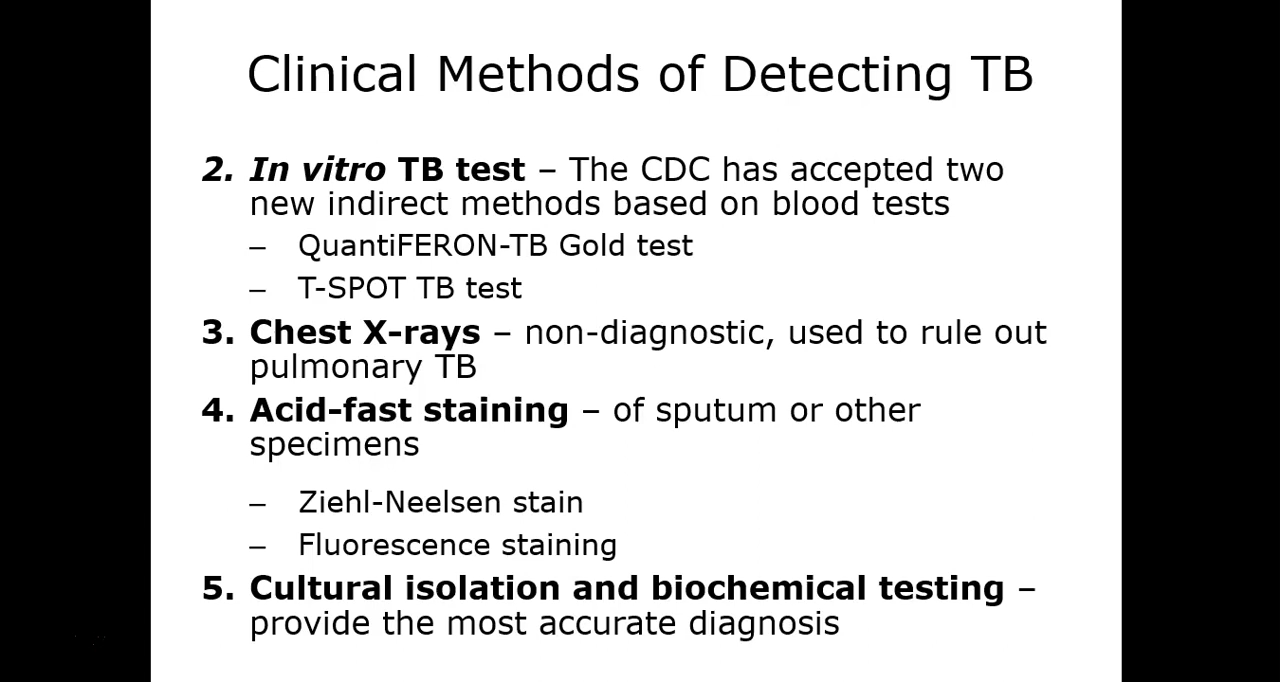 Clinical Methods of Detecting TB
2. In vitro TB test – The CDC has accepted two
new indirect methods based on blood tests
– QuantiFERON-TB Gold test
– T-SPOT TB test
3. Chest X-rays – non-diagnostic, used to rule out
pulmonary TB
4. Acid-fast staining – of sputum or other
specimens
– Ziehl-Neelsen stain
– Fluorescence staining
5. Cultural isolation and biochemical testing –
provide the most accurate diagnosis